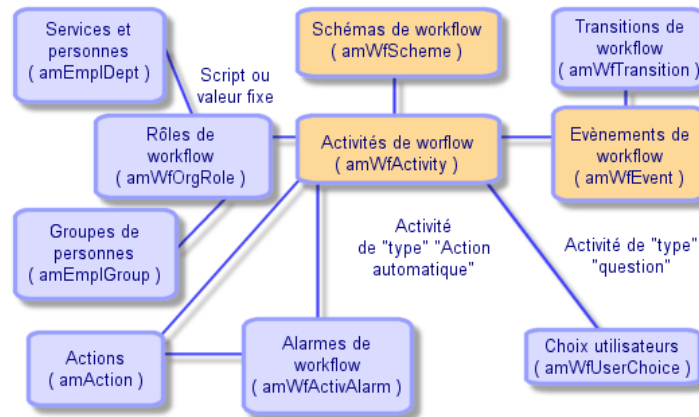 Services et
personnes
( amEmplDept )
Schémas de workflow
( amWfScheme )
Transitions de
workflow
( amWfTransition )
Script ou
valeur fixe
Rôles de
workflow
( amWfOrgRole )
Activités de worflow
( amWfActivity )
Evènements de
workflow
( amWfEvent )
Groupes de
personnes
( amEmplGroup )
Activité
de "type" "Action
automatique"
Activité de "type"
"question"
Actions
( amAction )
Alarmes de
workflow
( amWfActivAlarm )
Choix utilisateurs
( amWfUserChoice )